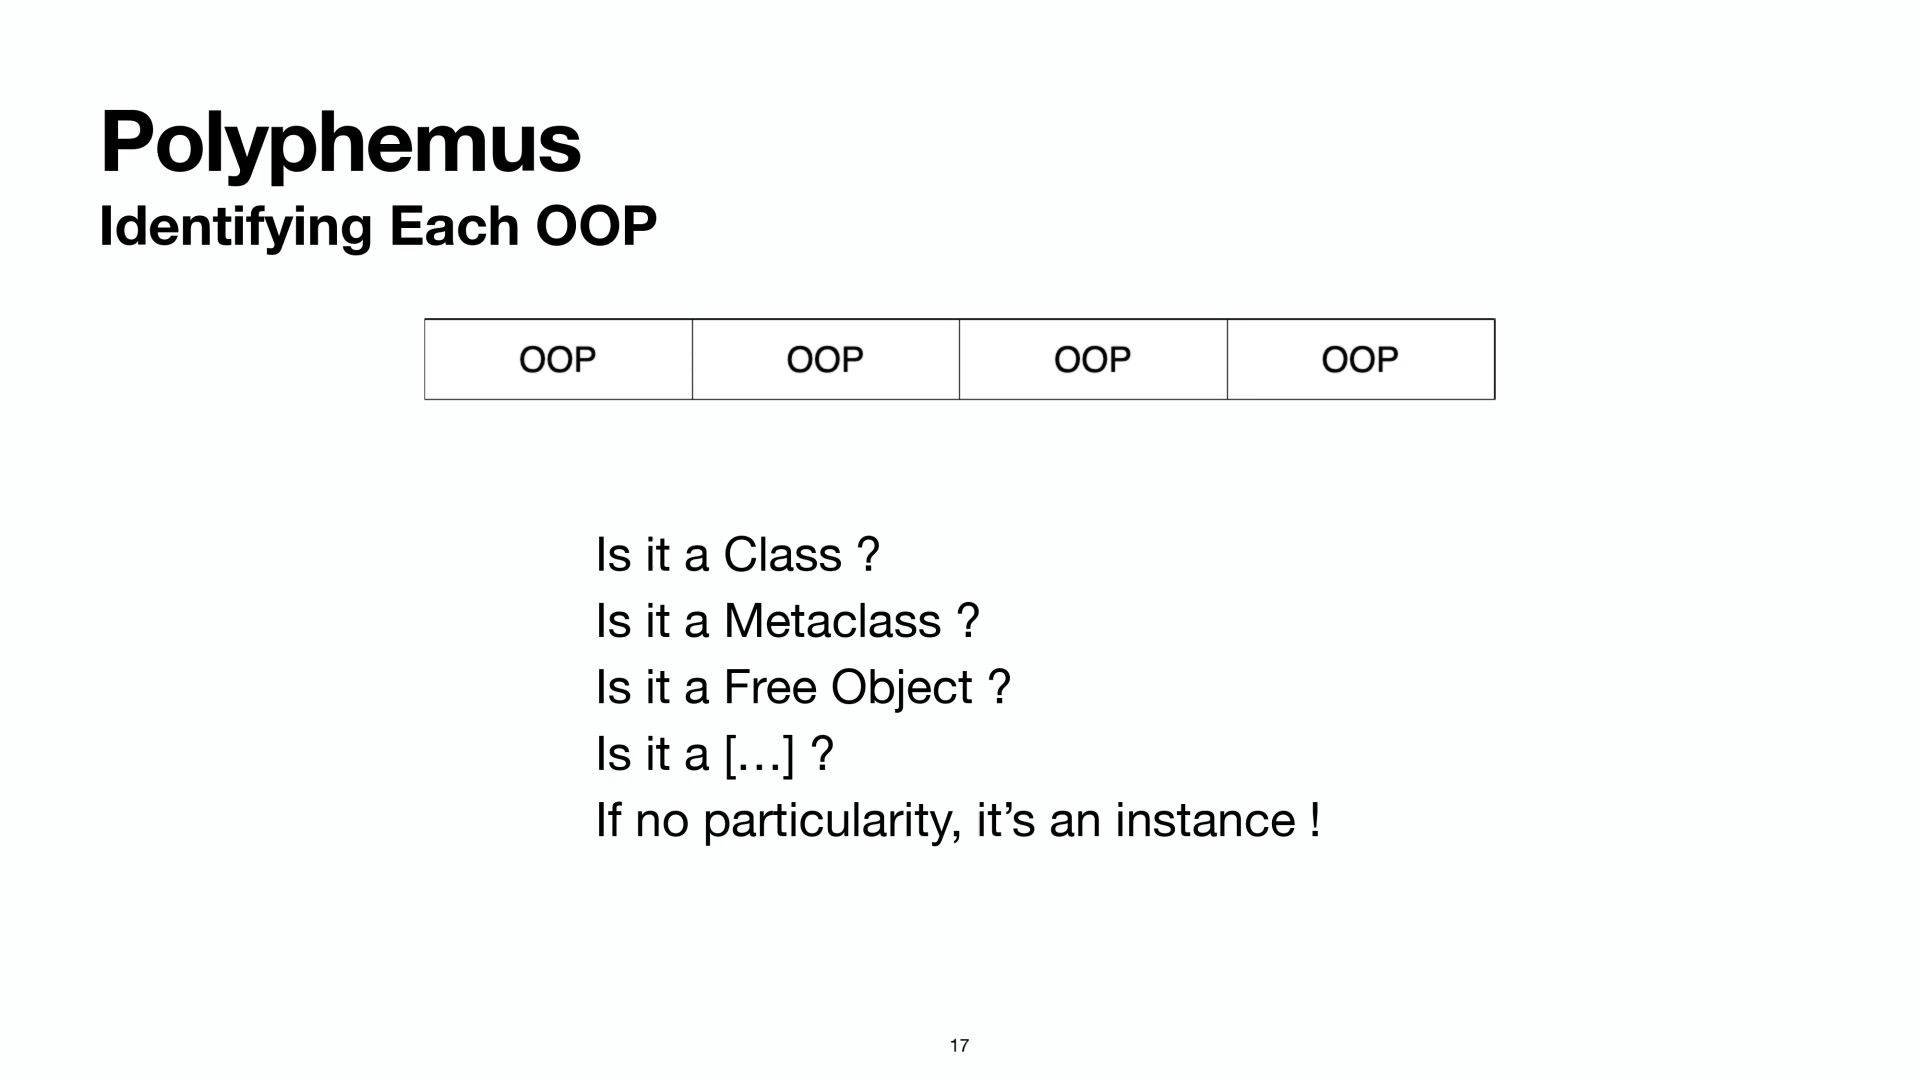 Polyphemus
Identifying Each OOP
OOP OOP OOP OOP
Is it a Class ?
Is it a Metaclass ?
Is it a Free Object ?
Is it a […] ?
If no particularity, it’s an instance !
17